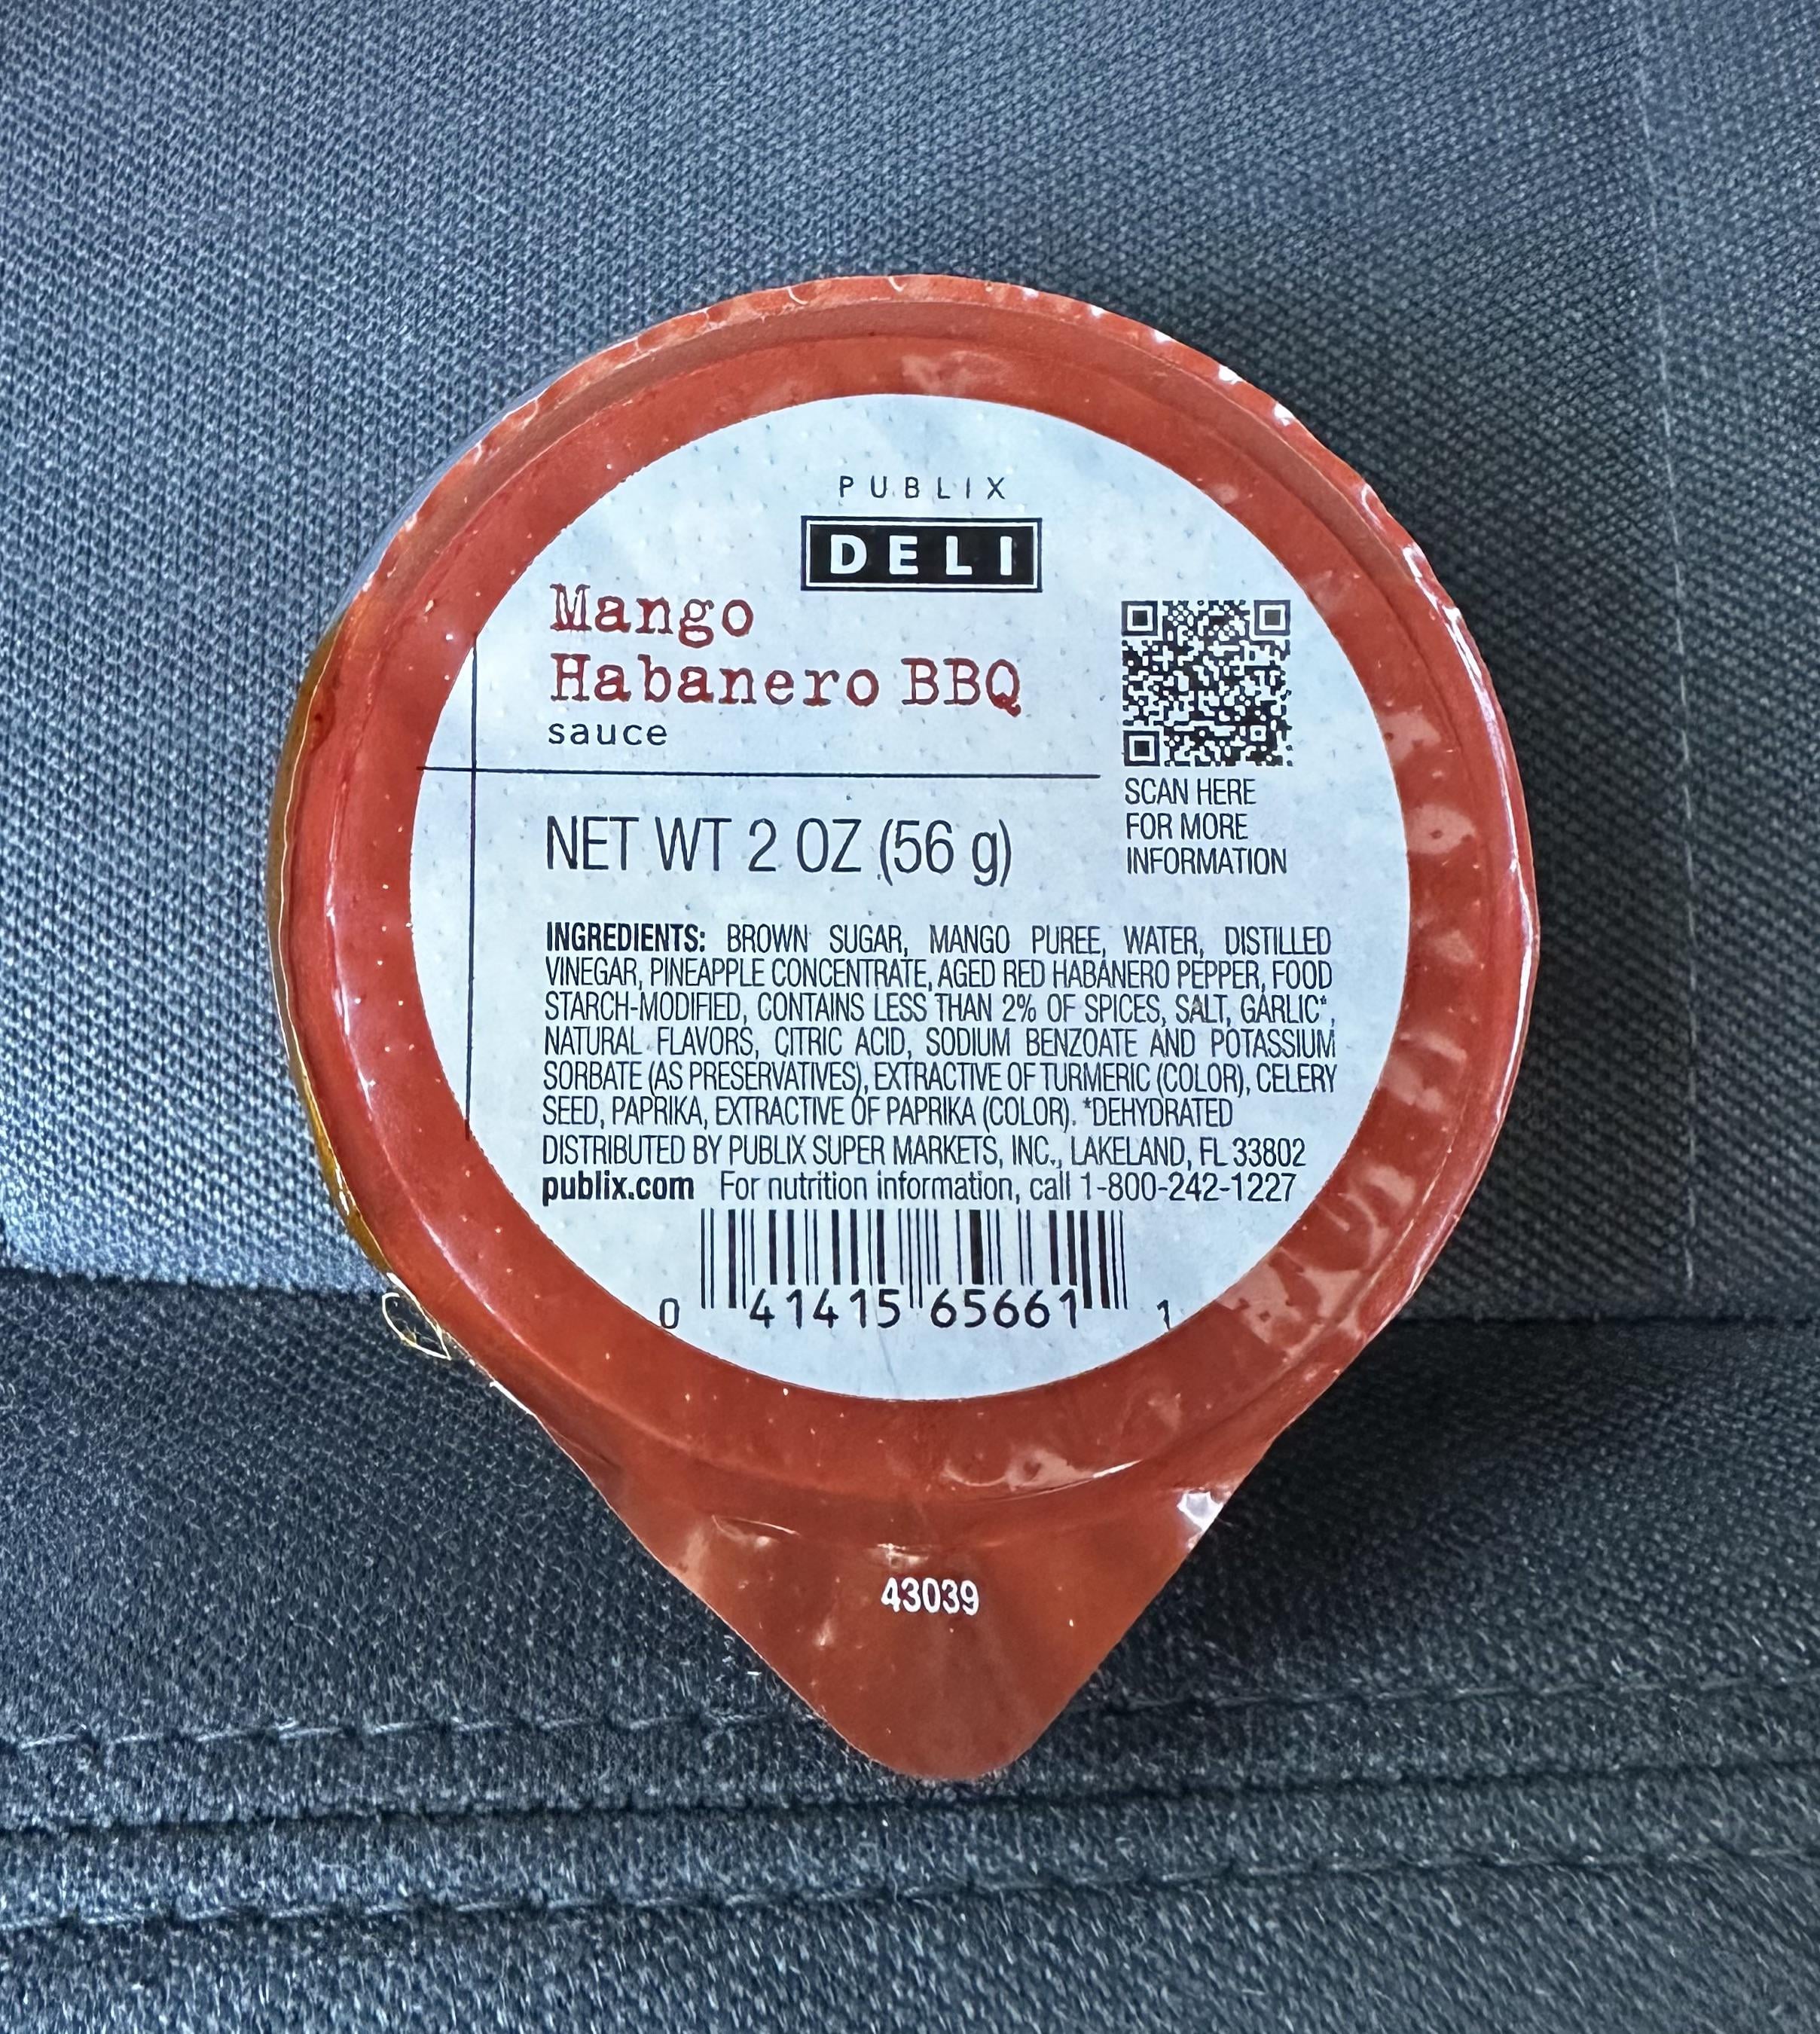 PUBLIX
DELI
Mango
Habanero BBQ
sauce
SCAN HERE
FOR MORE
INFORMATION
NET WT 2 OZ (56 g)
INGREDIENTS: BROWN SUGAR, MANGO PUREE, WATER, DISTILLED
VINEGAR, PINEAPPLE CONCENTRATE, AGED RED HABANERO PEPPER, FOOD
STARCH-MODIFIED, CONTAINS LESS THAN 2% OF SPICES, SALT, GARLIC*,
NATURAL FLAVORS, CITRIC ACID, SODIUM BENZOATE AND POTASSIUM
SORBATE (AS PRESERVATIVES), EXTRACTIVE OF TURMERIC (COLOR), CELERY
SEED, PAPRIKA, EXTRACTIVE OF PAPRIKA (COLOR). *DEHYDRATED
DISTRIBUTED BY PUBLIX SUPER MARKETS, INC., LAKELAND, FL 33802
publix.com For nutrition information, call 1-800-242-1227
0 41415 65661 1
43039